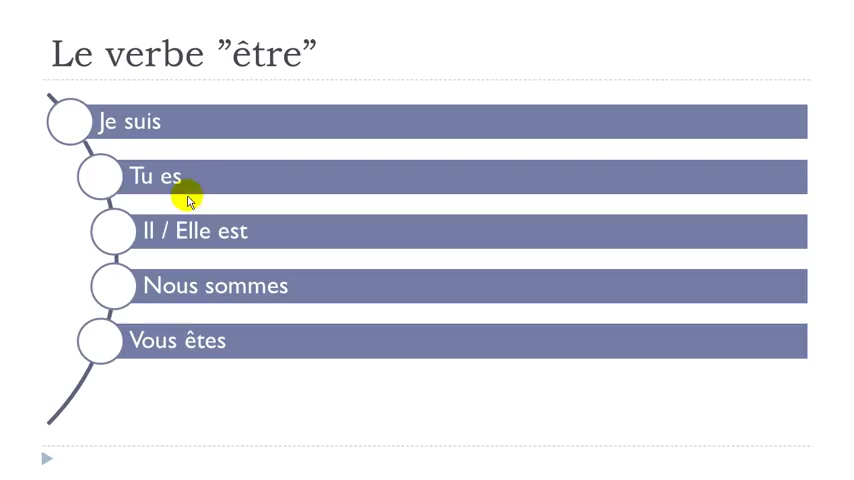 Le verbe ”être”
Je suis
Tu es
Il / Elle est
Nous sommes
Vous êtes